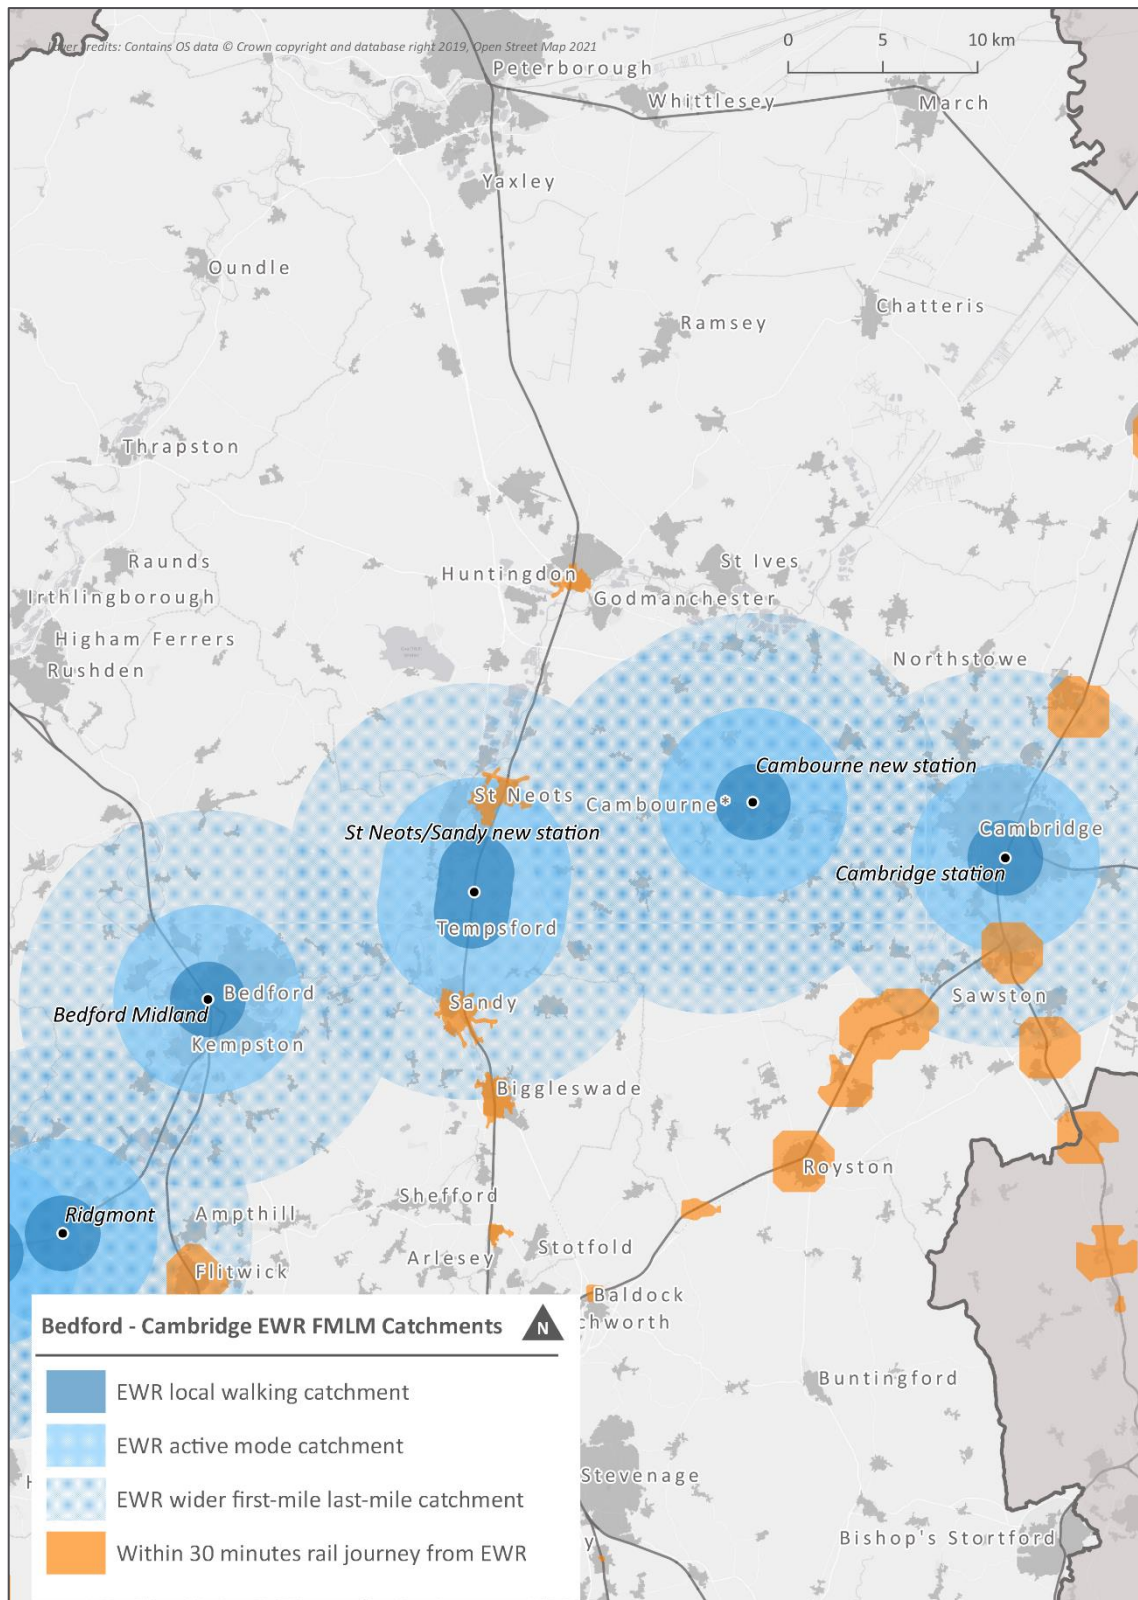 Layer credits: Contains OS data © Crown copyright and database right 2019, Open Street Map 2021
0 5 10 km
Peterborough
Whittlesey
March
Yaxley
Oundle
Chatteris
Ramsey
Thrapston
Raunds
St Ives
Huntingdon
Irthlingborough
Godmanchester
Higham Ferrers
Northstowe
Rushden
Cambourne new station
St Neots
Cambourne*
St Neots/Sandy new station
Cambridge
Cambridge station
Tempsford
Bedford
Sandy
Sawston
Bedford Midland
Kempston
Biggleswade
Royston
Shefford
Ridgmont
Ampthill
Stotfold
Arlesey
Flitwick
Baldock
chworth
Bedford - Cambridge EWR FMLM Catchments
N
Buntingford
EWR local walking catchment
EWR active mode catchment
Stevenage
H
EWR wider first-mile last-mile catchment
Bishop's Stortford
y
Within 30 minutes rail journey from EWR